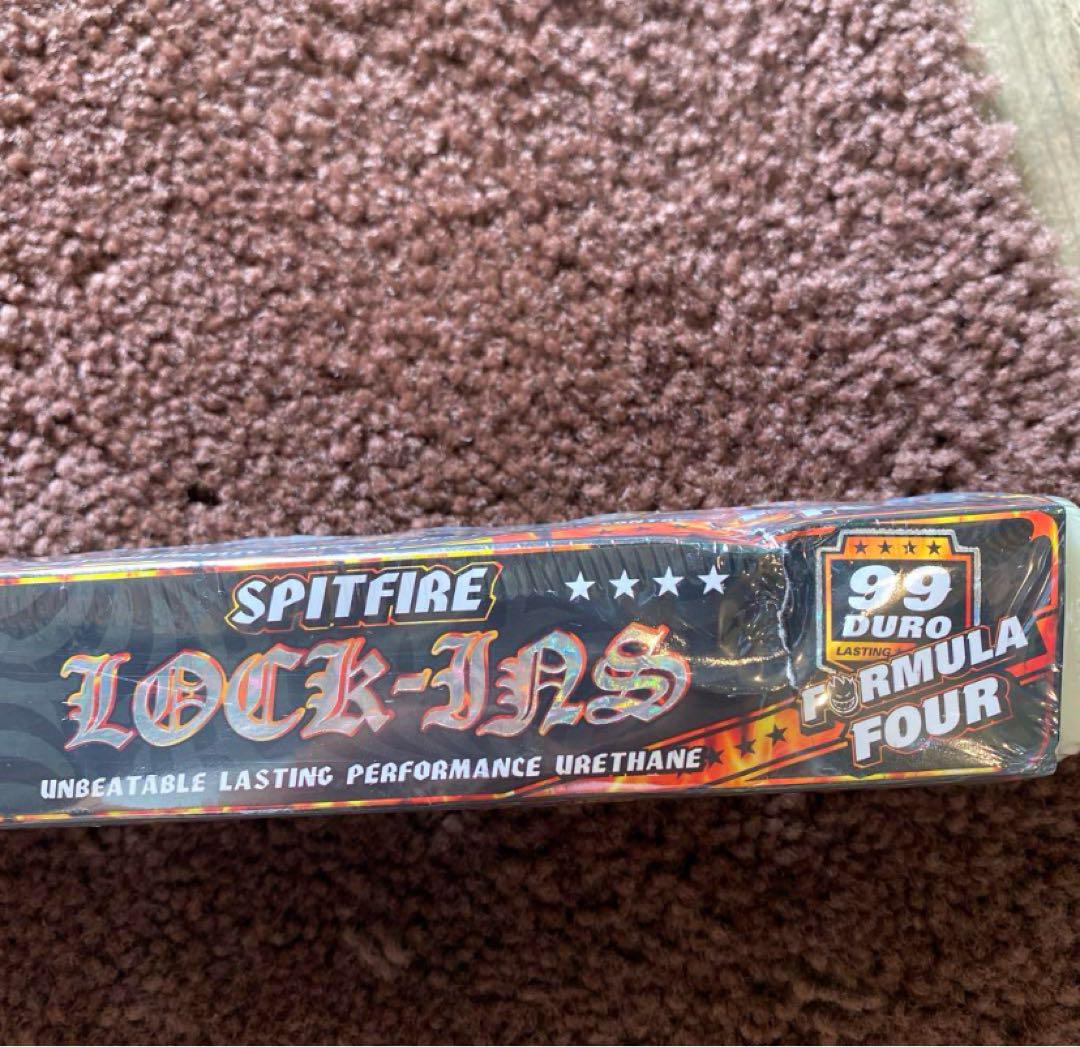 SPITFIRE
LOCK-INS
UNBEATABLE LASTING PERFORMANCE URETHANE
99
DURO
LASTING
FORMULA
FOUR